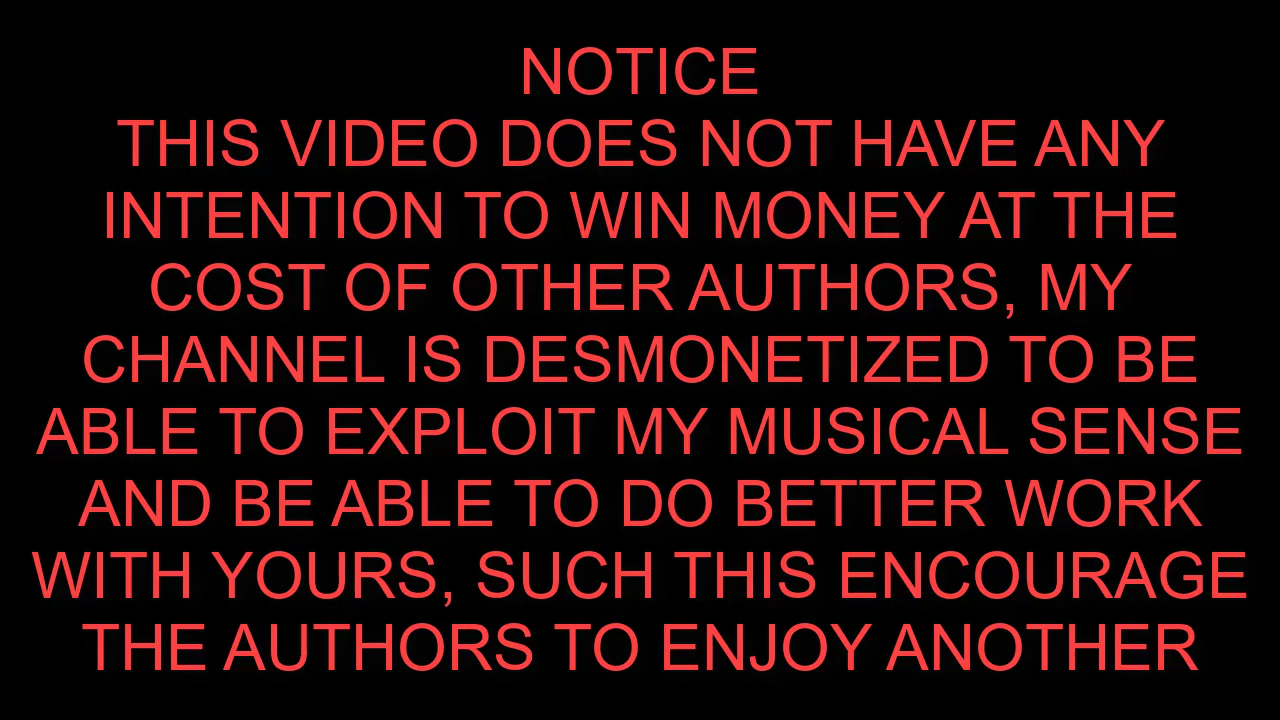 NOTICE
THIS VIDEO DOES NOT HAVE ANY
INTENTION TO WIN MONEY AT THE
COST OF OTHER AUTHORS, MY
CHANNEL IS DESMONETIZED TO BE
ABLE TO EXPLOIT MY MUSICAL SENSE
AND BE ABLE TO DO BETTER WORK
WITH YOURS, SUCH THIS ENCOURAGE
THE AUTHORS TO ENJOY ANOTHER